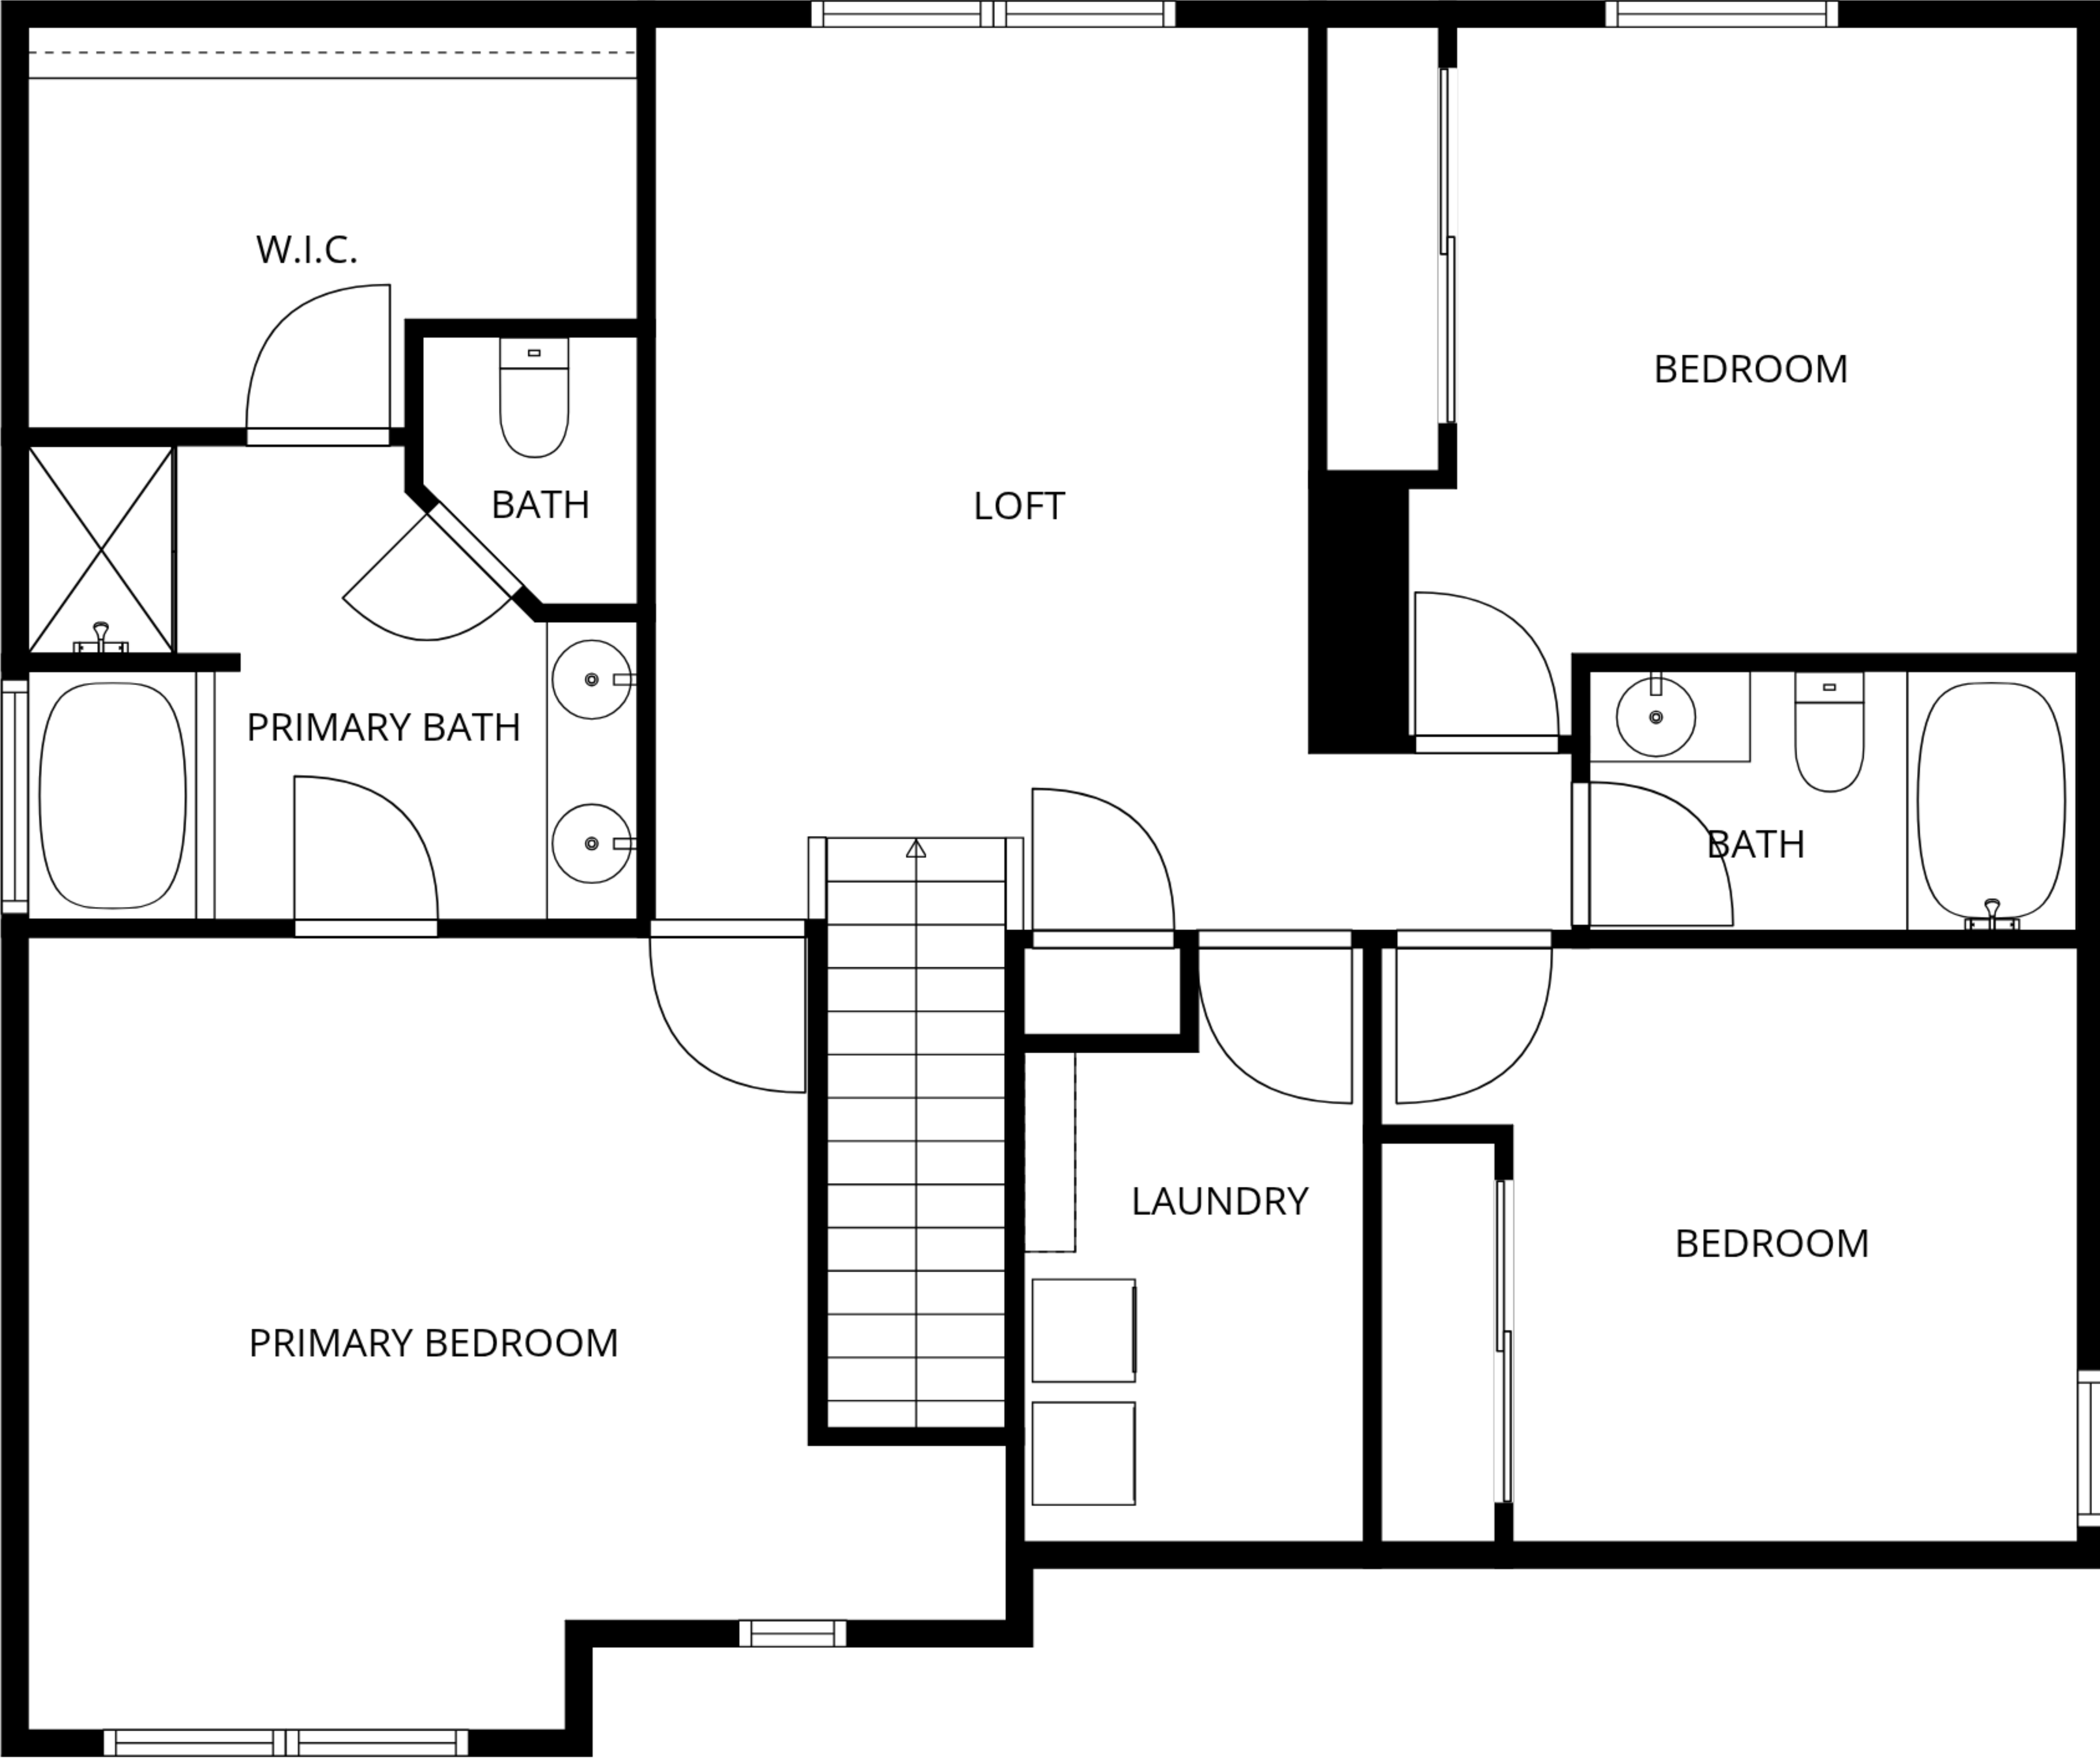 W.I.C.
BEDROOM
BATH
LOFT
PRIMARY BATH
BATH
LAUNDRY
BEDROOM
PRIMARY BEDROOM